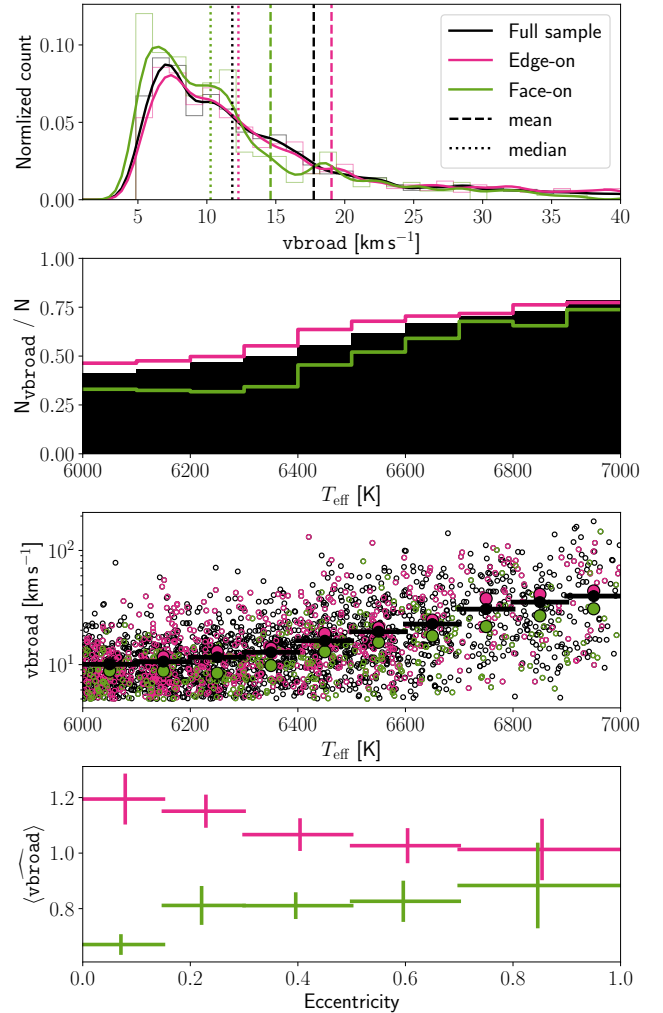 Normlized count
0.10
0.05
0.00
Full sample
Edge-on
Face-on
mean
median
5 10 15 20 25 30 35 40
vbroad [km s⁻¹]
N_vbroad / N
1.00
0.75
0.50
0.25
0.00
6000 6200 6400 6600 6800 7000
T_eff [K]
vbroad [km s⁻¹]
10²
10¹
6000 6200 6400 6600 6800 7000
T_eff [K]
⟨v̂broad⟩
1.2
1.0
0.8
0.0 0.2 0.4 0.6 0.8 1.0
Eccentricity